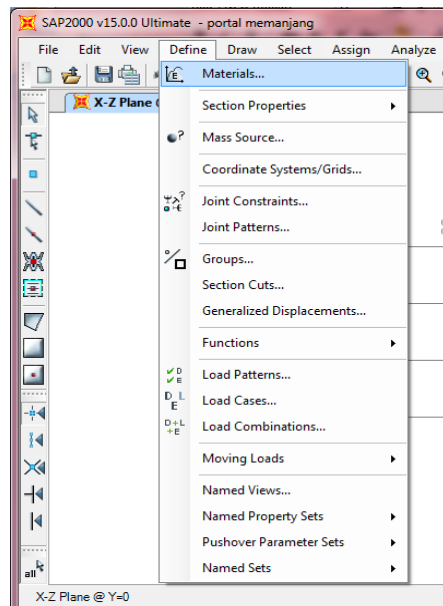 SAP2000 v15.0.0 Ultimate - portal memanjang
File Edit View Define Draw Select Assign Analyze
X-Z Plane
Materials...
Section Properties
Mass Source...
Coordinate Systems/Grids...
Joint Constraints...
Joint Patterns...
Groups...
Section Cuts...
Generalized Displacements...
Functions
Load Patterns...
Load Cases...
Load Combinations...
Moving Loads
Named Views...
Named Property Sets
Pushover Parameter Sets
Named Sets
all
X-Z Plane @ Y=0